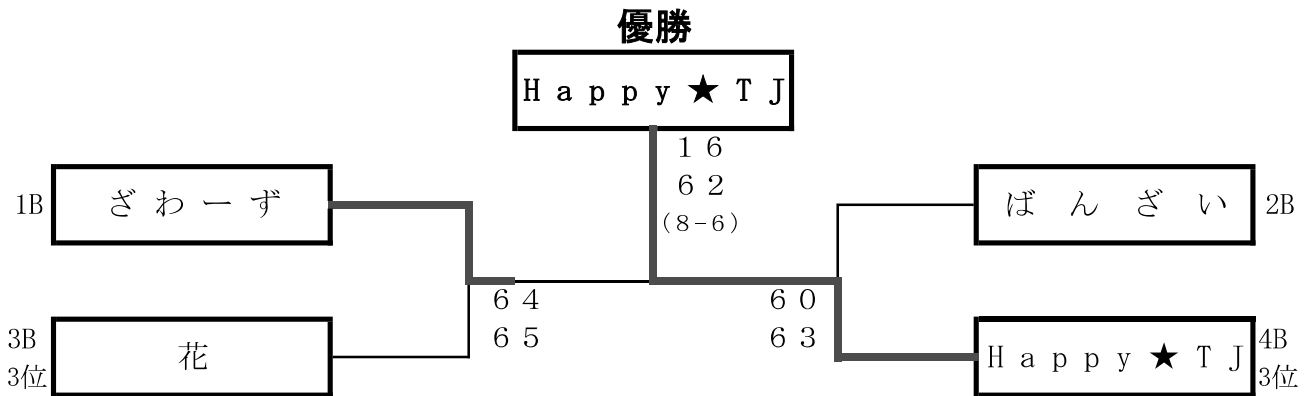 優勝
Happy★TJ
１６
６２
(８-６)
1B
ざわーず
ばんざい
2B
６４
６５
６０
６３
3B
3位
花
Happy★TJ
4B
3位